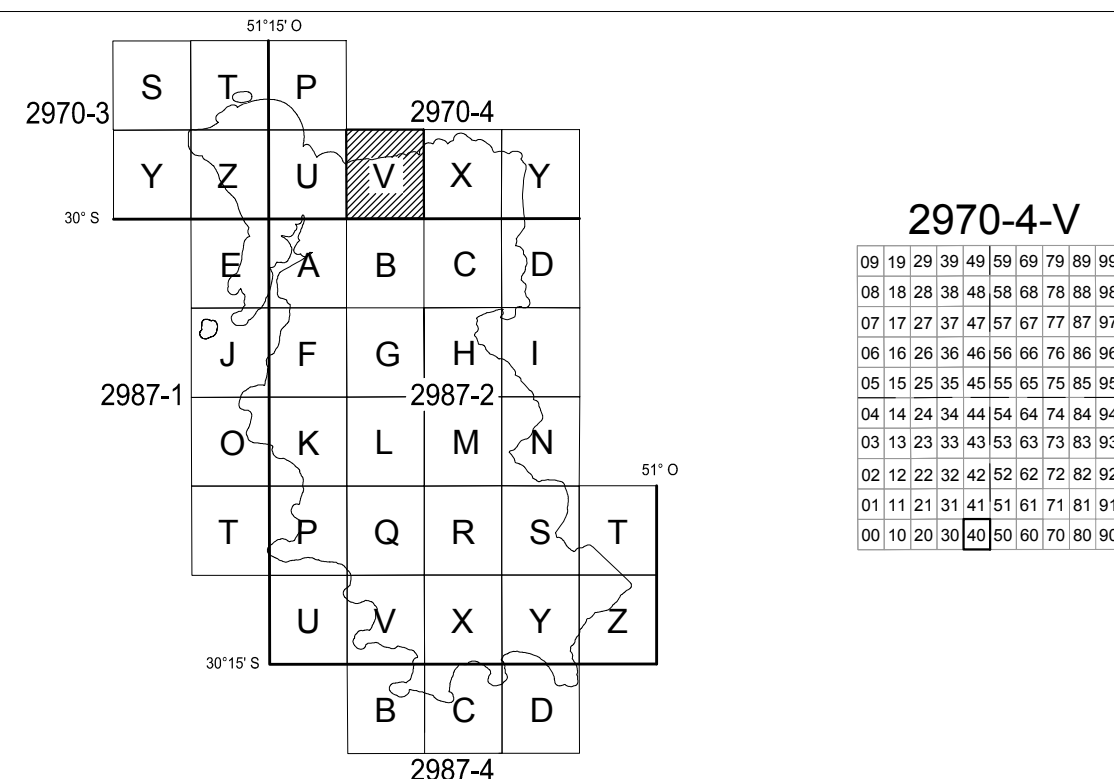 51°15' O
S T P
2970-3 2970-4
Y Z U V X Y
30° S
E A B C D
J F G H I
2987-1 2987-2
O K L M N
51° O
T P Q R S T
U V X Y Z
30°15' S
B C D
2987-4
2970-4-V
09 19 29 39 49 59 69 79 89 99
08 18 28 38 48 58 68 78 88 98
07 17 27 37 47 57 67 77 87 97
06 16 26 36 46 56 66 76 86 96
05 15 25 35 45 55 65 75 85 95
04 14 24 34 44 54 64 74 84 94
03 13 23 33 43 53 63 73 83 93
02 12 22 32 42 52 62 72 82 92
01 11 21 31 41 51 61 71 81 91
00 10 20 30 40 50 60 70 80 90